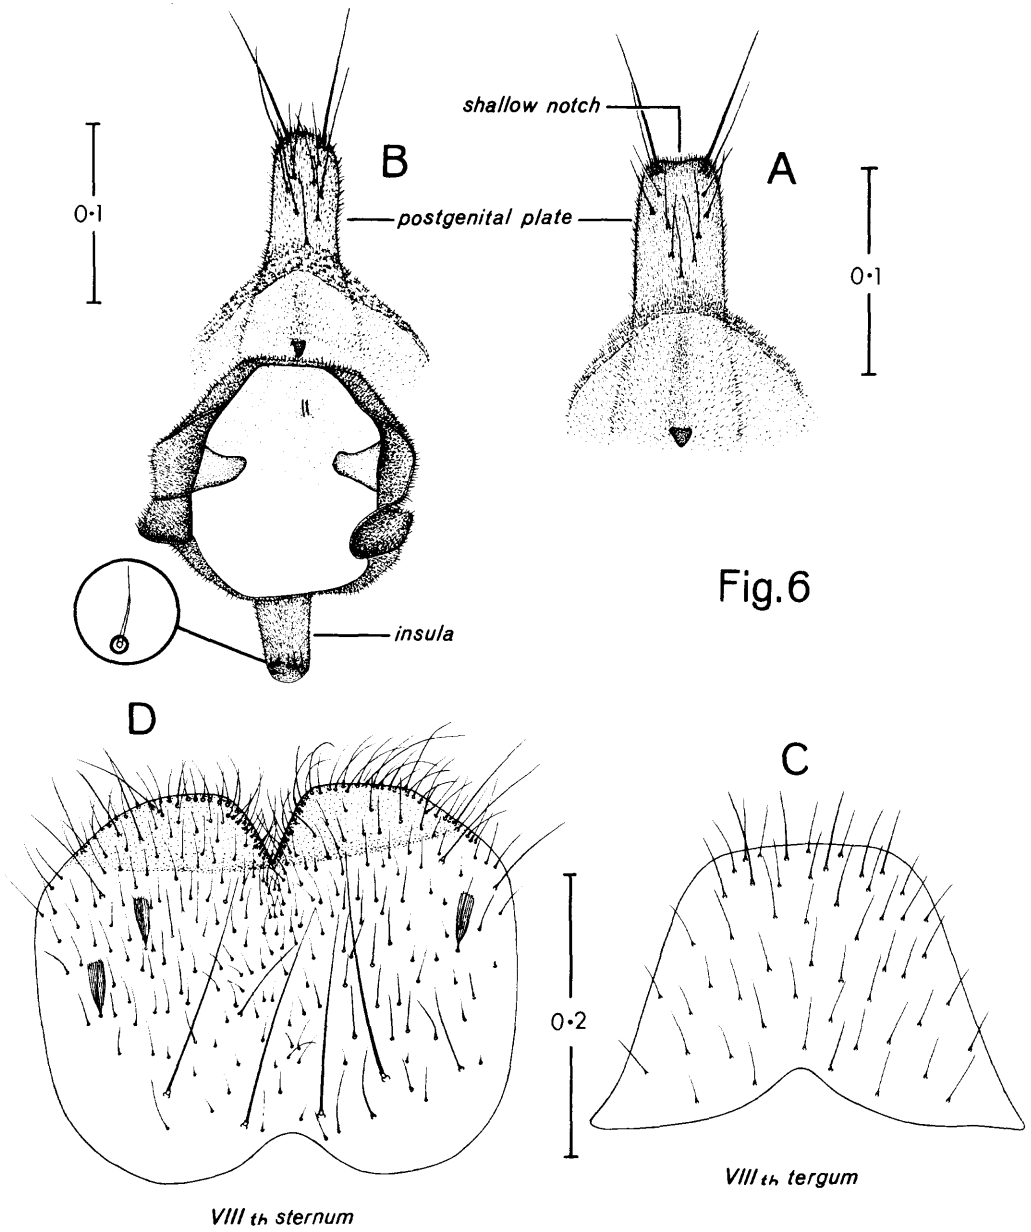 shallow notch
B
A
0·1
postgenital plate
0·1
Fig.6
insula
D
C
0·2
VIII th tergum
VIII th sternum